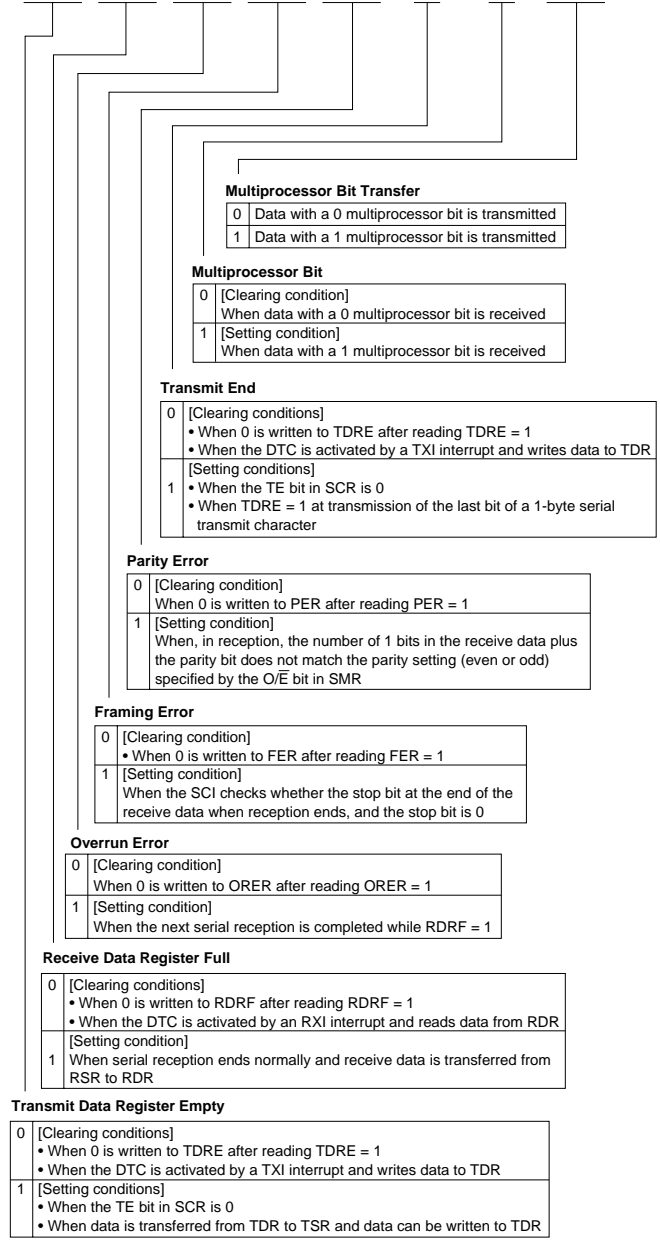 Multiprocessor Bit Transfer
0 Data with a 0 multiprocessor bit is transmitted
1 Data with a 1 multiprocessor bit is transmitted
Multiprocessor Bit
0 [Clearing condition]
When data with a 0 multiprocessor bit is received
1 [Setting condition]
When data with a 1 multiprocessor bit is received
Transmit End
0 [Clearing conditions]
• When 0 is written to TDRE after reading TDRE = 1
• When the DTC is activated by a TXI interrupt and writes data to TDR
[Setting conditions]
1 • When the TE bit in SCR is 0
• When TDRE = 1 at transmission of the last bit of a 1-byte serial
transmit character
Parity Error
0 [Clearing condition]
When 0 is written to PER after reading PER = 1
1 [Setting condition]
When, in reception, the number of 1 bits in the receive data plus
the parity bit does not match the parity setting (even or odd)
specified by the O/E̅ bit in SMR
Framing Error
0 [Clearing condition]
• When 0 is written to FER after reading FER = 1
1 [Setting condition]
When the SCI checks whether the stop bit at the end of the
receive data when reception ends, and the stop bit is 0
Overrun Error
0 [Clearing condition]
When 0 is written to ORER after reading ORER = 1
1 [Setting condition]
When the next serial reception is completed while RDRF = 1
Receive Data Register Full
0 [Clearing conditions]
• When 0 is written to RDRF after reading RDRF = 1
• When the DTC is activated by an RXI interrupt and reads data from RDR
[Setting condition]
1 When serial reception ends normally and receive data is transferred from
RSR to RDR
Transmit Data Register Empty
0 [Clearing conditions]
• When 0 is written to TDRE after reading TDRE = 1
• When the DTC is activated by a TXI interrupt and writes data to TDR
1 [Setting conditions]
• When the TE bit in SCR is 0
• When data is transferred from TDR to TSR and data can be written to TDR